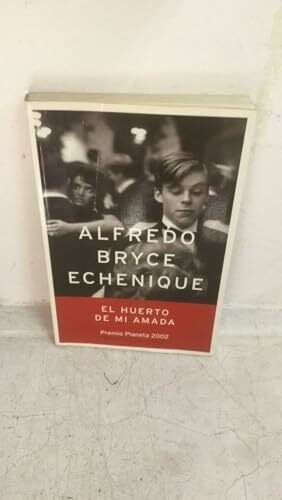 ALFREDO
BRYCE
ECHENIQUE
EL HUERTO
DE MI AMADA
Premio Planeta 2002